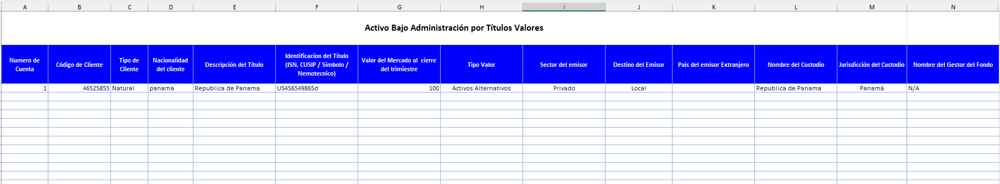 A B C D E F G H I J K L M N
Activo Bajo Administración por Títulos Valores
Numero de Cuenta Código de Cliente Tipo de Cliente Nacionalidad del cliente Descripción del Título Identificacion del Título (ISN, CUSIP / Símbolo / Nemotecnico) Valor del Mercado al cierre del trimiestre Tipo Valor Sector del emisor Destino del Emisor Pais del emisor Extranjero Nombre del Custodio Jurisdicción del Custodio Nombre del Gestor del Fondo
1 46525855 Natural panama Republica de Panama US456549865d 100 Activos Alternativos Privado Local Republica de Panama Panamá N/A